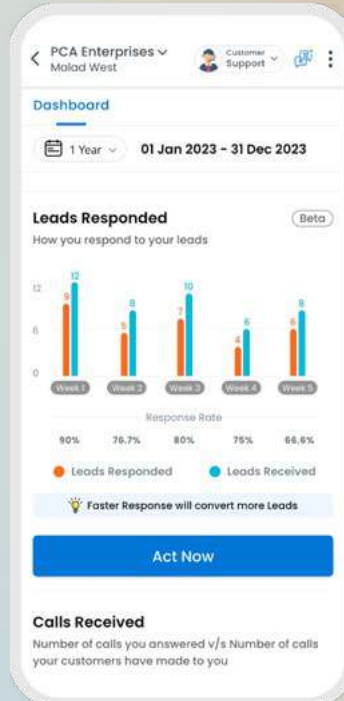 PCA Enterprises
Malad West
Customer
Support
Dashboard
1 Year
01 Jan 2023 - 31 Dec 2023
Leads Responded
Beta
How you respond to your leads
12
6
0
9 12
5 8
7 10
4 6
6 8
Week 1 Week 2 Week 3 Week 4 Week 5
Response Rate
90% 76.7% 80% 75% 66.6%
Leads Responded Leads Received
Faster Response will convert more Leads
Act Now
Calls Received
Number of calls you answered v/s Number of calls
your customers have made to you